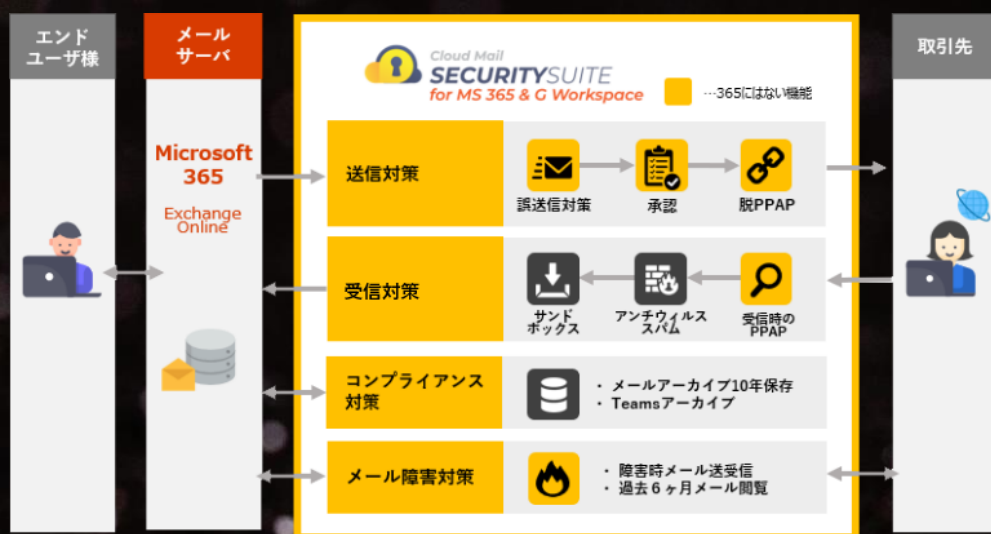 エンド
ユーザ様
メール
サーバ
取引先
Cloud Mail
SECURITYSUITE
for MS 365 & G Workspace
…365にはない機能
Microsoft
365
Exchange
Online
送信対策
誤送信対策
承認
脱PPAP
受信対策
サンド
ボックス
アンチウィルス
スパム
受信時の
PPAP
コンプライアンス
対策
・ メールアーカイブ10年保存
・ Teamsアーカイブ
メール障害対策
・ 障害時メール送受信
・ 過去６ヶ月メール閲覧